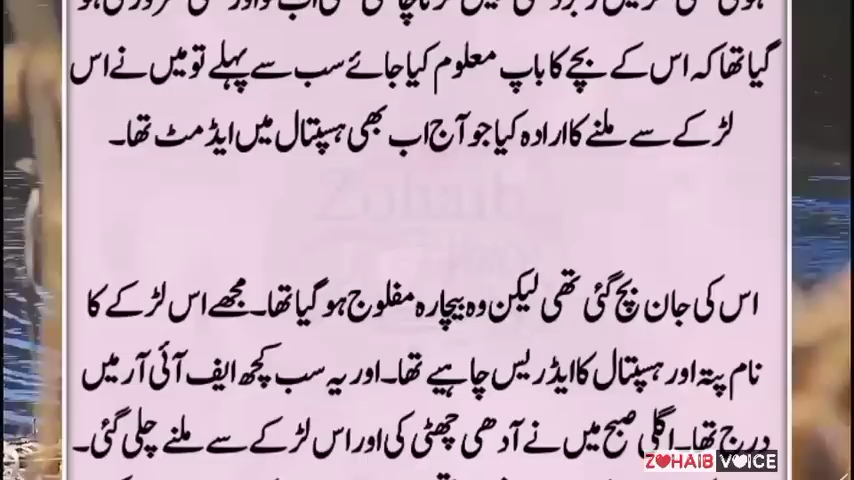 گیا تھا کہ اس کے بچے کا باپ معلوم کیا جائے سب سے پہلے تو میں نے اس
لڑکے سے ملنے کا ارادہ کیا جو آج اب بھی ہسپتال میں ایڈمٹ تھا۔
Zohaib
اس کی جان بچ گئی تھی لیکن وہ بیچارہ مفلوج ہو گیا تھا۔ مجھے اس لڑکے کا
نام پتہ اور ہسپتال کا ایڈریس چاہیے تھا۔ اور یہ سب کچھ ایف آئی آر میں
درج تھا۔ اگلی صبح میں نے آدھی چھٹی کی اور اس لڑکے سے ملنے چلی گئی۔
ZOHAIB VOICE